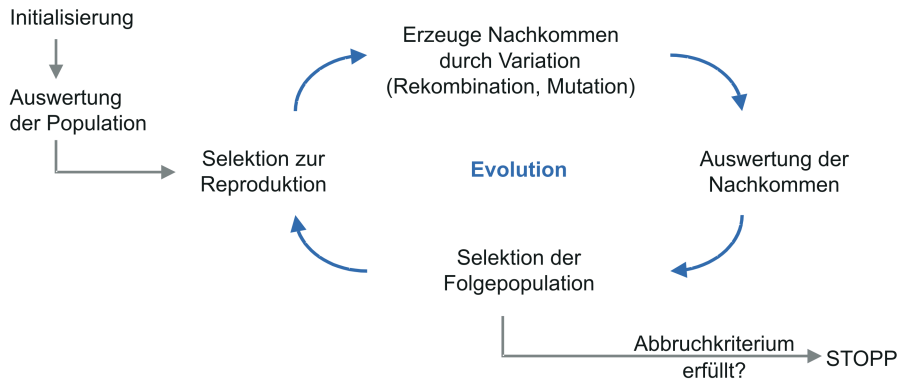 Initialisierung
Auswertung
der Population
Selektion zur
Reproduktion
Erzeuge Nachkommen
durch Variation
(Rekombination, Mutation)
Evolution
Auswertung der
Nachkommen
Selektion der
Folgepopulation
Abbruchkriterium
erfüllt?
STOPP